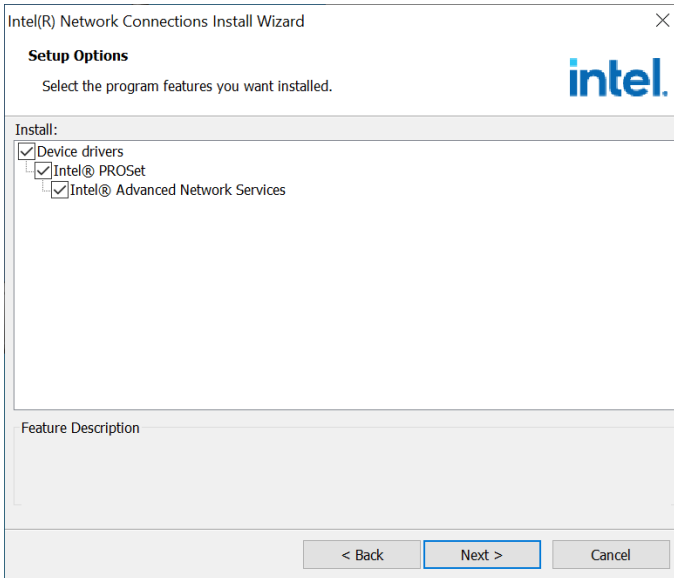 Intel(R) Network Connections Install Wizard
Setup Options
Select the program features you want installed.
intel.
Install:
Device drivers
Intel® PROSet
Intel® Advanced Network Services
Feature Description
< Back
Next >
Cancel